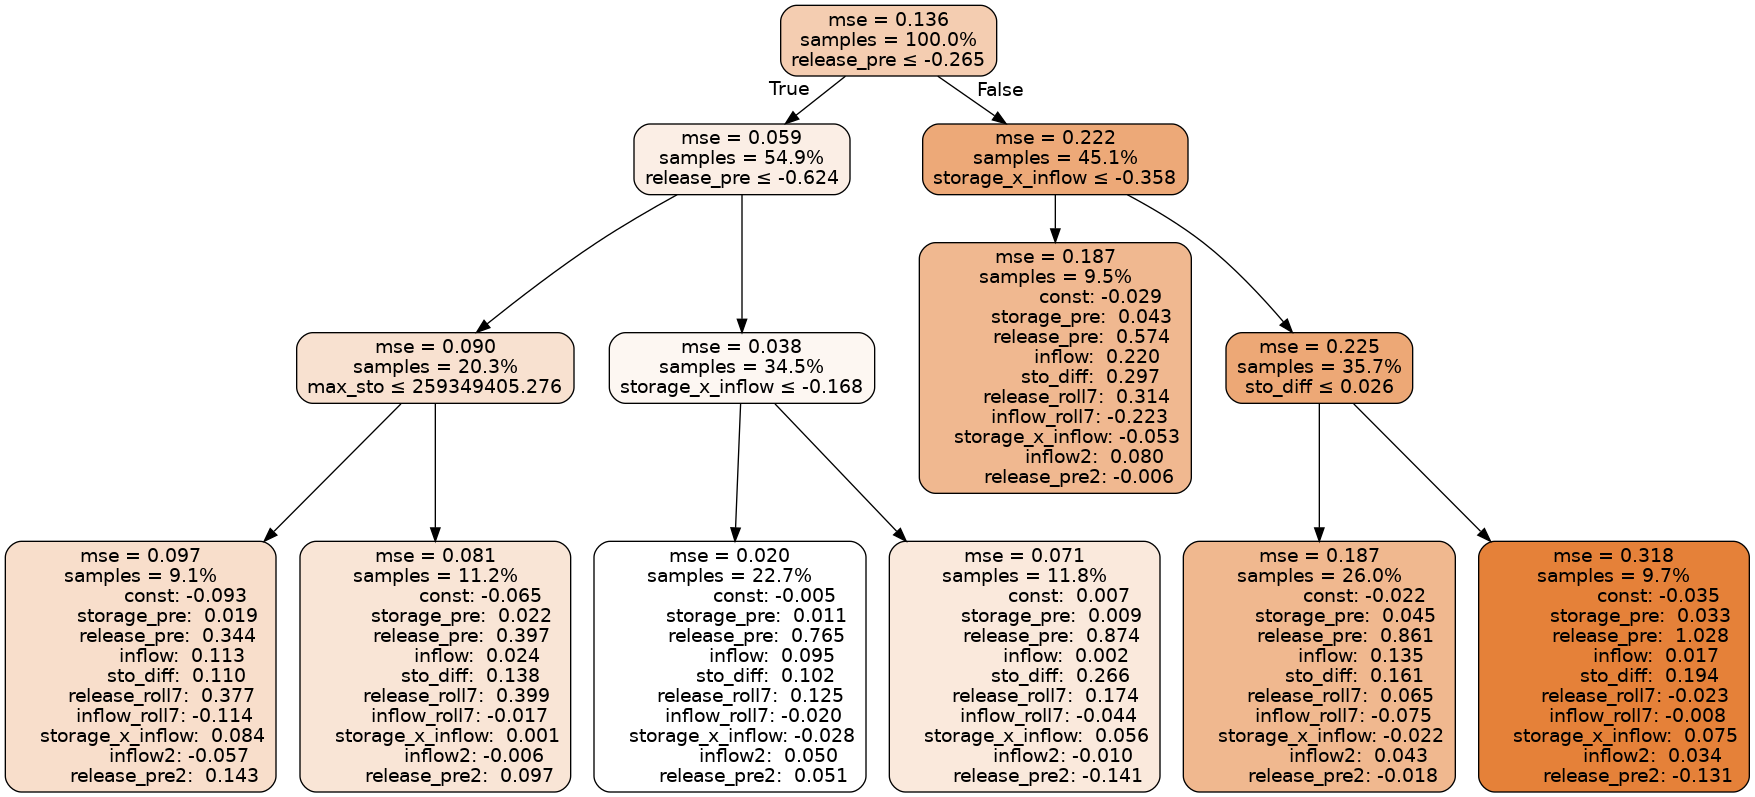 mse = 0.136
samples = 100.0%
release_pre ≤ -0.265
True
False
mse = 0.059
samples = 54.9%
release_pre ≤ -0.624
mse = 0.222
samples = 45.1%
storage_x_inflow ≤ -0.358
mse = 0.187
samples = 9.5%
const: -0.029
storage_pre: 0.043
release_pre: 0.574
inflow: 0.220
sto_diff: 0.297
release_roll7: 0.314
inflow_roll7: -0.223
storage_x_inflow: -0.053
inflow2: 0.080
release_pre2: -0.006
mse = 0.090
samples = 20.3%
max_sto ≤ 259349405.276
mse = 0.038
samples = 34.5%
storage_x_inflow ≤ -0.168
mse = 0.225
samples = 35.7%
sto_diff ≤ 0.026
mse = 0.097
samples = 9.1%
const: -0.093
storage_pre: 0.019
release_pre: 0.344
inflow: 0.113
sto_diff: 0.110
release_roll7: 0.377
inflow_roll7: -0.114
storage_x_inflow: 0.084
inflow2: -0.057
release_pre2: 0.143
mse = 0.081
samples = 11.2%
const: -0.065
storage_pre: 0.022
release_pre: 0.397
inflow: 0.024
sto_diff: 0.138
release_roll7: 0.399
inflow_roll7: -0.017
storage_x_inflow: 0.001
inflow2: -0.006
release_pre2: 0.097
mse = 0.020
samples = 22.7%
const: -0.005
storage_pre: 0.011
release_pre: 0.765
inflow: 0.095
sto_diff: 0.102
release_roll7: 0.125
inflow_roll7: -0.020
storage_x_inflow: -0.028
inflow2: 0.050
release_pre2: 0.051
mse = 0.071
samples = 11.8%
const: 0.007
storage_pre: 0.009
release_pre: 0.874
inflow: 0.002
sto_diff: 0.266
release_roll7: 0.174
inflow_roll7: -0.044
storage_x_inflow: 0.056
inflow2: -0.010
release_pre2: -0.141
mse = 0.187
samples = 26.0%
const: -0.022
storage_pre: 0.045
release_pre: 0.861
inflow: 0.135
sto_diff: 0.161
release_roll7: 0.065
inflow_roll7: -0.075
storage_x_inflow: -0.022
inflow2: 0.043
release_pre2: -0.018
mse = 0.318
samples = 9.7%
const: -0.035
storage_pre: 0.033
release_pre: 1.028
inflow: 0.017
sto_diff: 0.194
release_roll7: -0.023
inflow_roll7: -0.008
storage_x_inflow: 0.075
inflow2: 0.034
release_pre2: -0.131